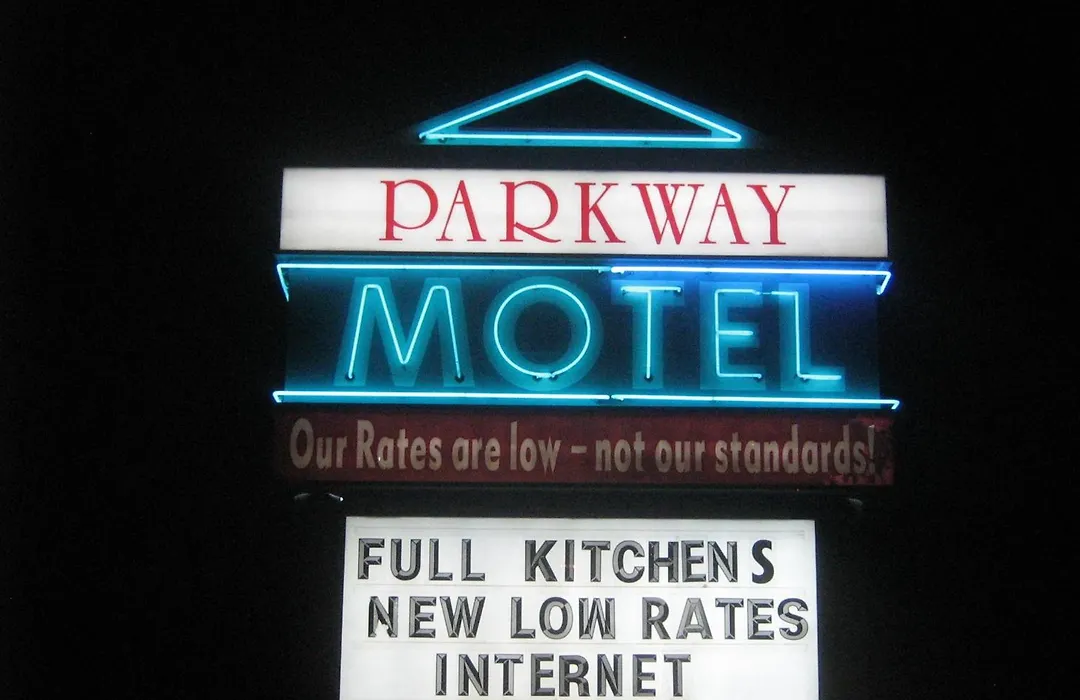 PARKWAY
MOTEL
Our Rates are low – not our standards!
FULL KITCHENS
NEW LOW RATES
INTERNET